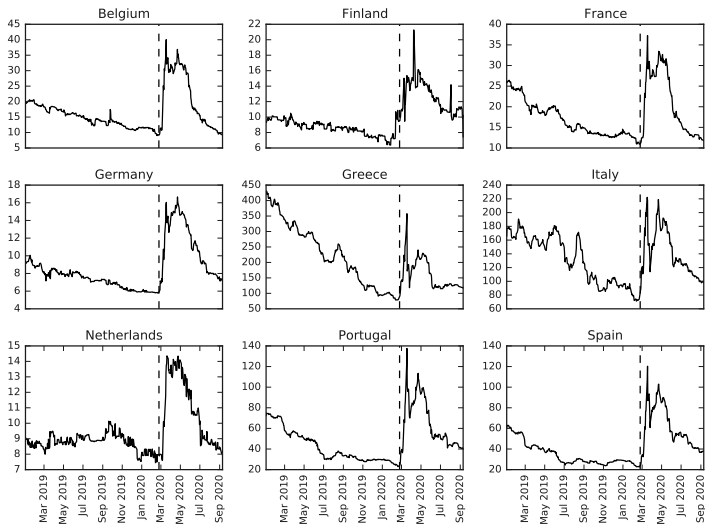 Belgium
45
40
35
30
25
20
15
10
5
Finland
22
20
18
16
14
12
10
8
6
France
40
35
30
25
20
15
10
Germany
18
16
14
12
10
8
6
4
Greece
450
400
350
300
250
200
150
100
50
Italy
240
220
200
180
160
140
120
100
80
60
Netherlands
15
14
13
12
11
10
9
8
7
Mar 2019
May 2019
Jul 2019
Sep 2019
Nov 2019
Jan 2020
Mar 2020
May 2020
Jul 2020
Sep 2020
Portugal
140
120
100
80
60
40
20
Mar 2019
May 2019
Jul 2019
Sep 2019
Nov 2019
Jan 2020
Mar 2020
May 2020
Jul 2020
Sep 2020
Spain
140
120
100
80
60
40
20
Mar 2019
May 2019
Jul 2019
Sep 2019
Nov 2019
Jan 2020
Mar 2020
May 2020
Jul 2020
Sep 2020